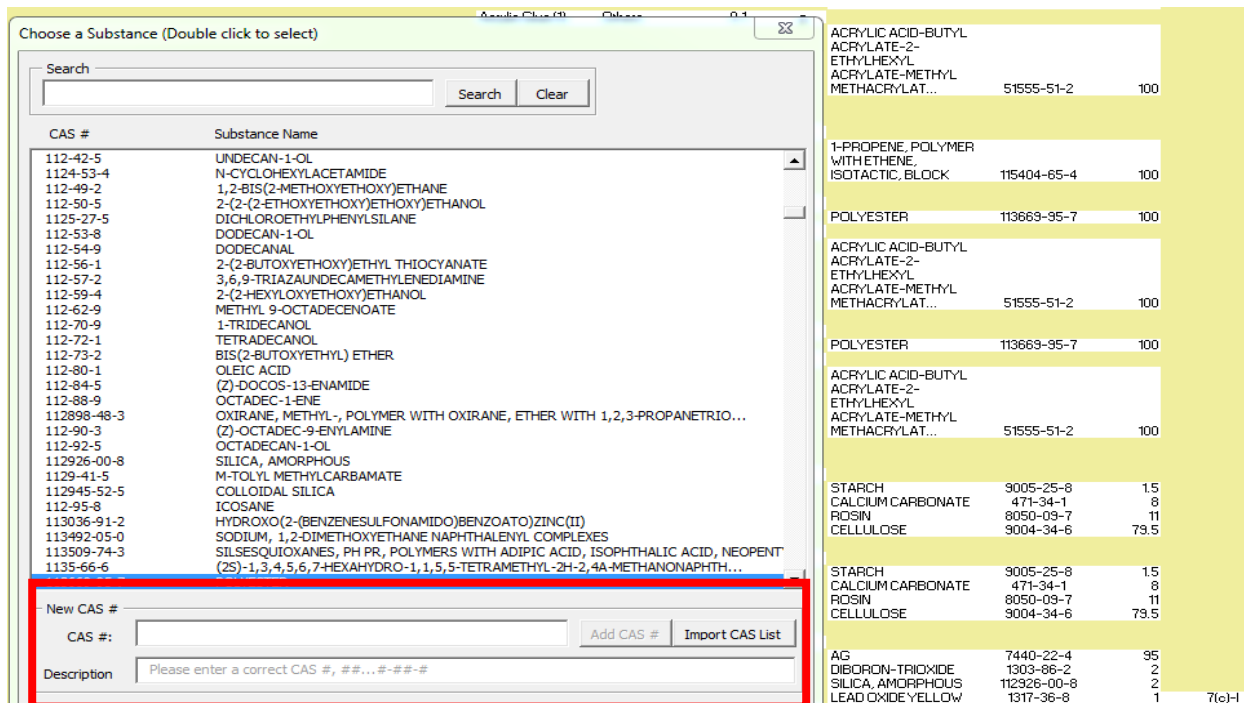 Choose a Substance (Double click to select)
Search
Search Clear
CAS # Substance Name
112-42-5 UNDECAN-1-OL
1124-53-4 N-CYCLOHEXYLACETAMIDE
112-49-2 1,2-BIS(2-METHOXYETHOXY)ETHANE
112-50-5 2-(2-(2-ETHOXYETHOXY)ETHOXY)ETHANOL
1125-27-5 DICHLOROETHYLPHENYLSILANE
112-53-8 DODECAN-1-OL
112-54-9 DODECANAL
112-56-1 2-(2-BUTOXYETHOXY)ETHYL THIOCYANATE
112-57-2 3,6,9-TRIAZAUNDECAMETHYLENEDIAMINE
112-59-4 2-(2-HEXYLOXYETHOXY)ETHANOL
112-62-9 METHYL 9-OCTADECENOATE
112-70-9 1-TRIDECANOL
112-72-1 TETRADECANOL
112-73-2 BIS(2-BUTOXYETHYL) ETHER
112-80-1 OLEIC ACID
112-84-5 (Z)-DOCOS-13-ENAMIDE
112-88-9 OCTADEC-1-ENE
112898-48-3 OXIRANE, METHYL-, POLYMER WITH OXIRANE, ETHER WITH 1,2,3-PROPANETRIO...
112-90-3 (Z)-OCTADEC-9-ENYLAMINE
112-92-5 OCTADECAN-1-OL
112926-00-8 SILICA, AMORPHOUS
1129-41-5 M-TOLYL METHYLCARBAMATE
112945-52-5 COLLOIDAL SILICA
112-95-8 ICOSANE
113036-91-2 HYDROXO(2-(BENZENESULFONAMIDO)BENZOATO)ZINC(II)
113492-05-0 SODIUM, 1,2-DIMETHOXYETHANE NAPHTHALENYL COMPLEXES
113509-74-3 SILSESQUIOXANES, PH PR, POLYMERS WITH ADIPIC ACID, ISOPHTHALIC ACID, NEOPENT
1135-66-6 (2S)-1,3,4,5,6,7-HEXAHYDRO-1,1,5,5-TETRAMETHYL-2H-2,4A-METHANONAPHTH...
New CAS #
CAS #: Add CAS # Import CAS List
Description Please enter a correct CAS #, ##...#-##-#
ACRYLIC ACID-BUTYL
ACRYLATE-2-
ETHYLHEXYL
ACRYLATE-METHYL
METHACRYLAT... 51555-51-2 100
1-PROPENE, POLYMER
WITH ETHENE,
ISOTACTIC, BLOCK 115404-65-4 100
POLYESTER 113669-95-7 100
ACRYLIC ACID-BUTYL
ACRYLATE-2-
ETHYLHEXYL
ACRYLATE-METHYL
METHACRYLAT... 51555-51-2 100
POLYESTER 113669-95-7 100
ACRYLIC ACID-BUTYL
ACRYLATE-2-
ETHYLHEXYL
ACRYLATE-METHYL
METHACRYLAT... 51555-51-2 100
STARCH 9005-25-8 1.5
CALCIUM CARBONATE 471-34-1 8
ROSIN 8050-09-7 11
CELLULOSE 9004-34-6 79.5
STARCH 9005-25-8 1.5
CALCIUM CARBONATE 471-34-1 8
ROSIN 8050-09-7 11
CELLULOSE 9004-34-6 79.5
AG 7440-22-4 95
DIBORON-TRIOXIDE 1303-86-2 2
SILICA, AMORPHOUS 112926-00-8 2
LEAD OXIDE YELLOW 1317-36-8 1 7(c)-I